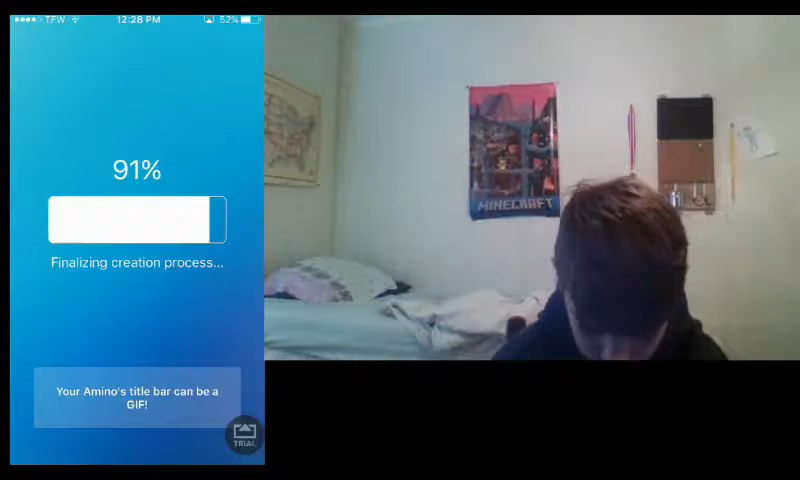 TFW 12:28 PM 52%
91%
Finalizing creation process...
Your Amino's title bar can be a
GIF!
TRIAL
MINECRAFT